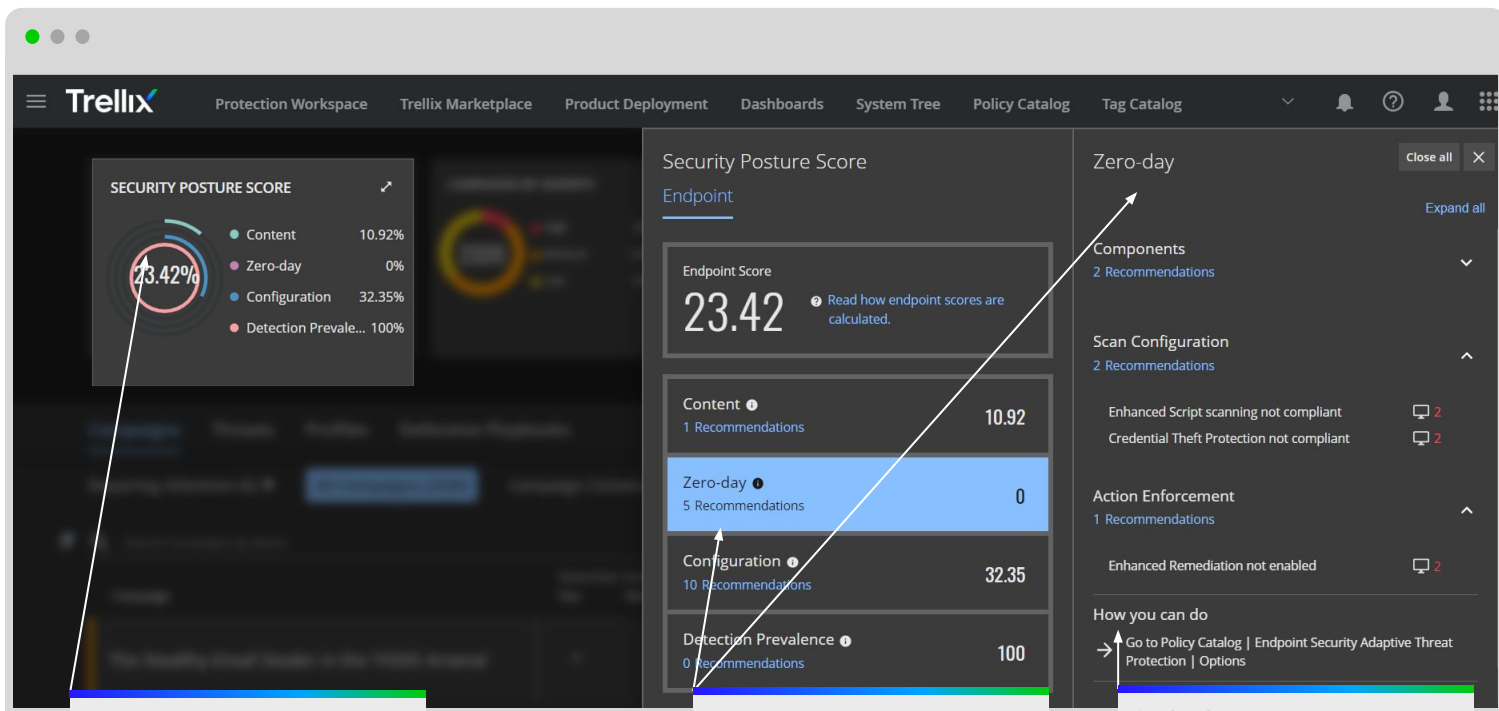 Trellix
Protection Workspace
Trellix Marketplace
Product Deployment
Dashboards
System Tree
Policy Catalog
Tag Catalog
SECURITY POSTURE SCORE
23.42%
Content 10.92%
Zero-day 0%
Configuration 32.35%
Detection Prevale... 100%
Security Posture Score
Endpoint
Endpoint Score
23.42
Read how endpoint scores are
calculated.
Content
10.92
1 Recommendations
Zero-day
0
5 Recommendations
Configuration
32.35
10 Recommendations
Detection Prevalence
100
0 Recommendations
Zero-day
Close all
Expand all
Components
2 Recommendations
Scan Configuration
2 Recommendations
Enhanced Script scanning not compliant 2
Credential Theft Protection not compliant 2
Action Enforcement
1 Recommendations
Enhanced Remediation not enabled 2
How you can do
Go to Policy Catalog | Endpoint Security Adaptive Threat
Protection | Options